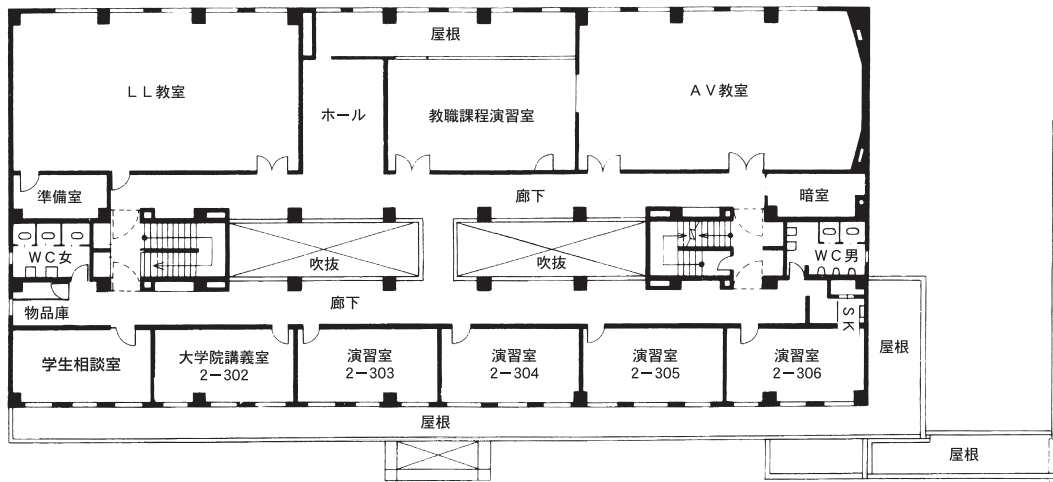 屋根
LL教室
ホール
教職課程演習室
AV教室
準備室
廊下
暗室
WC女
吹抜
吹抜
WC男
物品庫
廊下
SK
学生相談室
大学院講義室
2−302
演習室
2−303
演習室
2−304
演習室
2−305
演習室
2−306
屋根
屋根
屋根